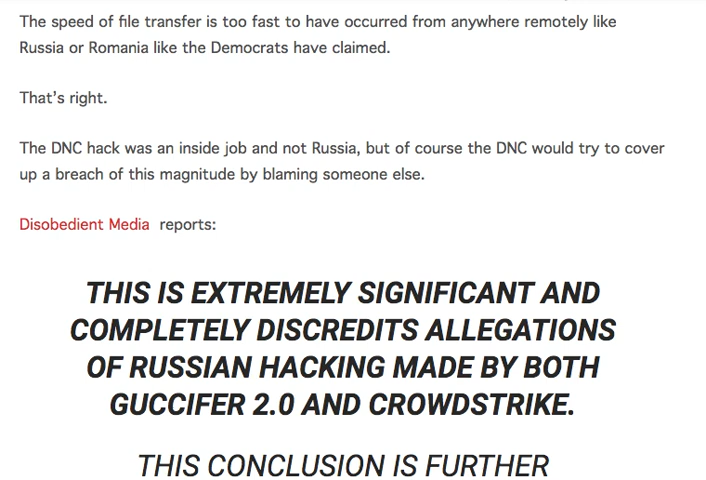 The speed of file transfer is too fast to have occurred from anywhere remotely like
Russia or Romania like the Democrats have claimed.
That's right.
The DNC hack was an inside job and not Russia, but of course the DNC would try to cover
up a breach of this magnitude by blaming someone else.
Disobedient Media reports:
THIS IS EXTREMELY SIGNIFICANT AND
COMPLETELY DISCREDITS ALLEGATIONS
OF RUSSIAN HACKING MADE BY BOTH
GUCCIFER 2.0 AND CROWDSTRIKE.
THIS CONCLUSION IS FURTHER